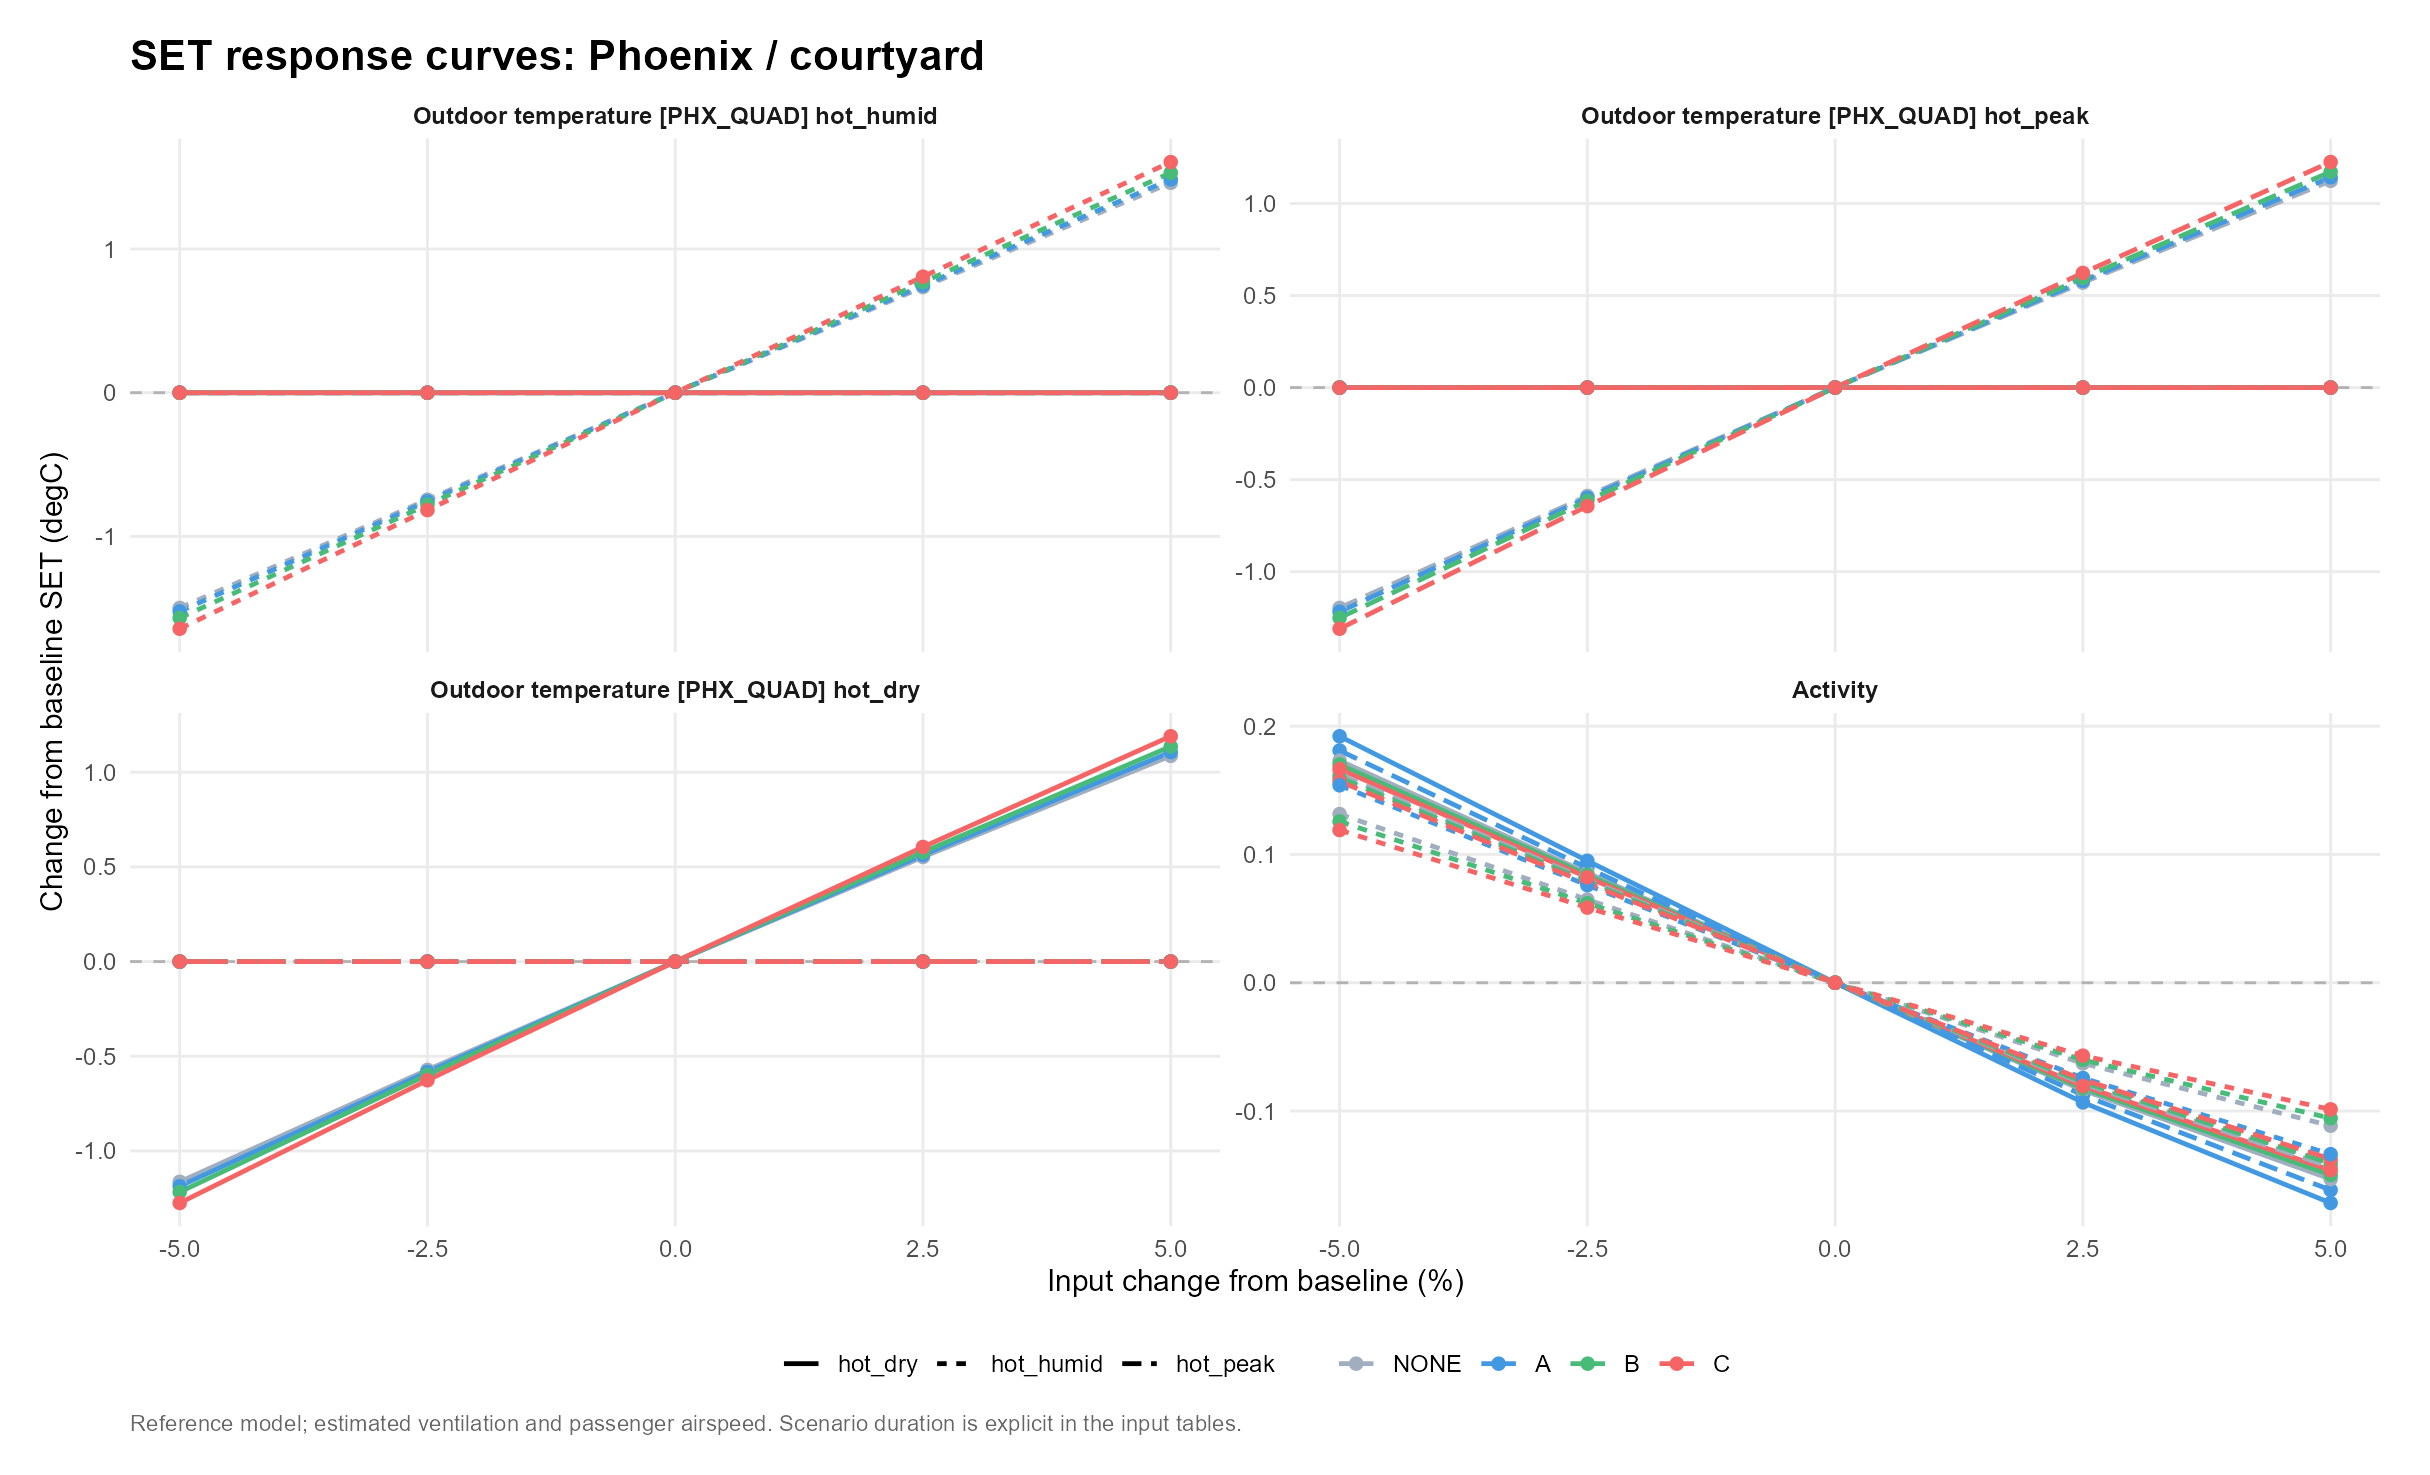 SET response curves: Phoenix / courtyard
Outdoor temperature [PHX_QUAD] hot_humid
Outdoor temperature [PHX_QUAD] hot_peak
1
0
-1
1.0
0.5
0.0
-0.5
-1.0
Change from baseline SET (degC)
Outdoor temperature [PHX_QUAD] hot_dry
Activity
1.0
0.5
0.0
-0.5
-1.0
0.2
0.1
0.0
-0.1
-5.0 -2.5 0.0 2.5 5.0
-5.0 -2.5 0.0 2.5 5.0
Input change from baseline (%)
hot_dry hot_humid hot_peak NONE A B C
Reference model; estimated ventilation and passenger airspeed. Scenario duration is explicit in the input tables.